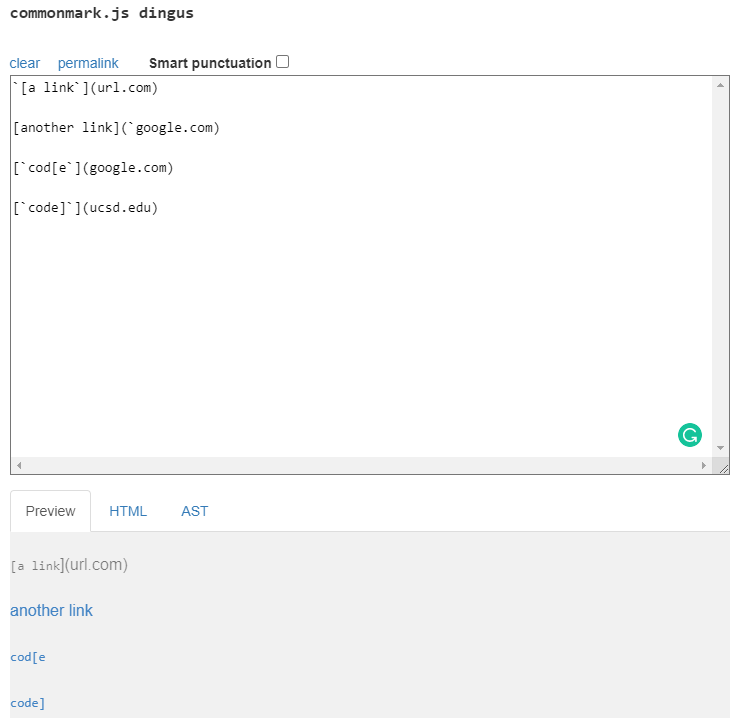 commonmark.js dingus
clear permalink Smart punctuation
`[a link`](url.com)
[another link](`google.com)
[`cod[e`](google.com)
[`code]`](ucsd.edu)
Preview HTML AST
[a link](url.com)
another link
cod[e
code]